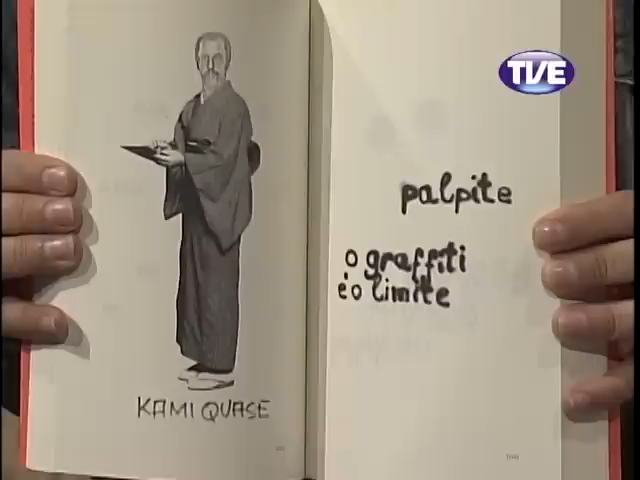 TVE
KAMI QUASE
palpite
o graffiti
é o limite